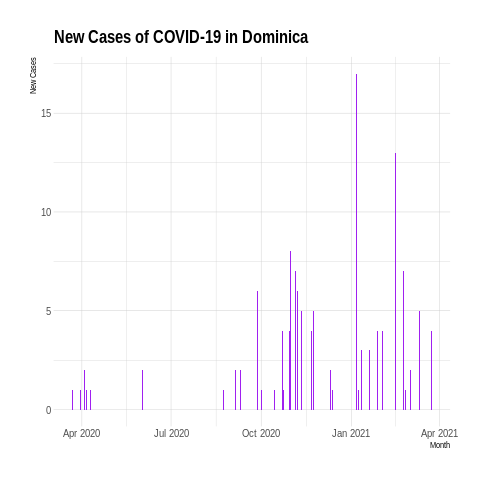 New Cases of COVID-19 in Dominica
New Cases
15
10
5
0
Apr 2020 Jul 2020 Oct 2020 Jan 2021 Apr 2021
Month